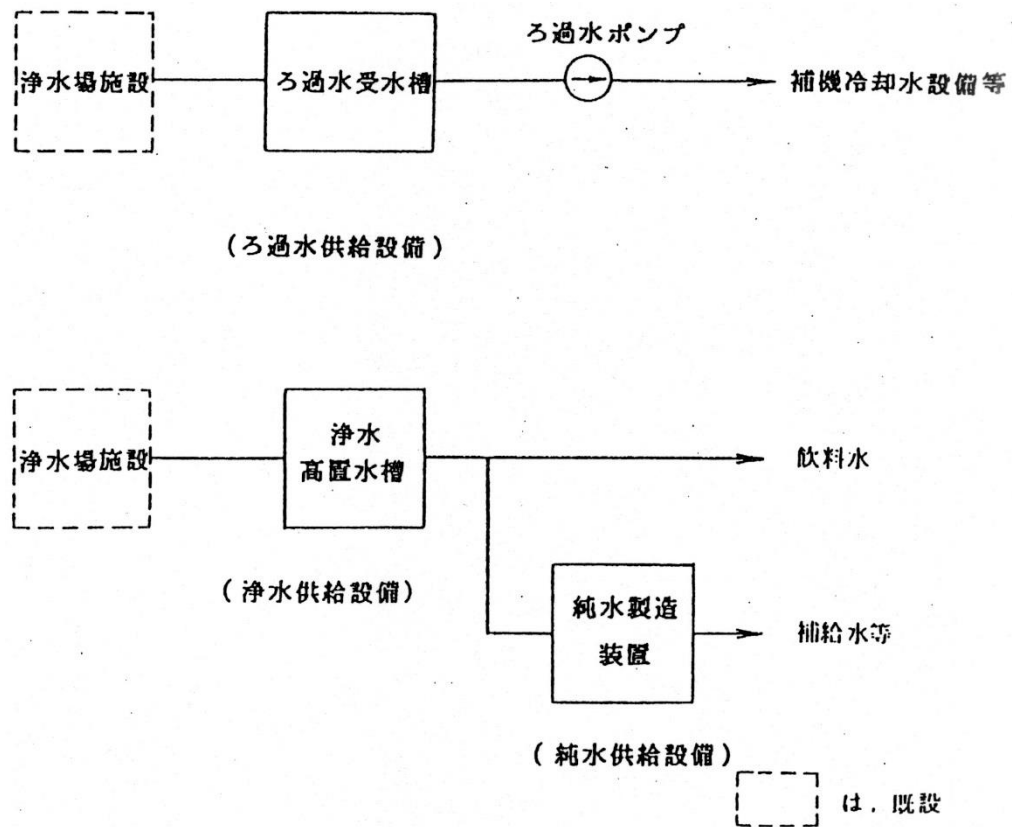 ろ過水ポンプ
浄水場施設
ろ過水受水槽
補機冷却水設備等
(ろ過水供給設備)
浄水場施設
浄水
高置水槽
飲料水
(浄水供給設備)
純水製造
装置
補給水等
(純水供給設備)
は,既設